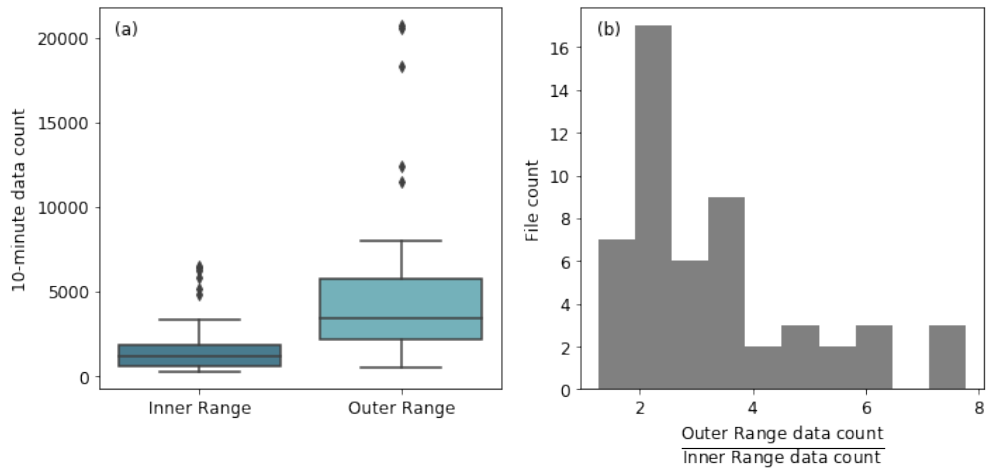 (a)
20000
15000
10000
5000
0
10-minute data count
Inner Range
Outer Range
(b)
16
14
12
10
8
6
4
2
0
File count
2
4
6
8
Outer Range data count
Inner Range data count